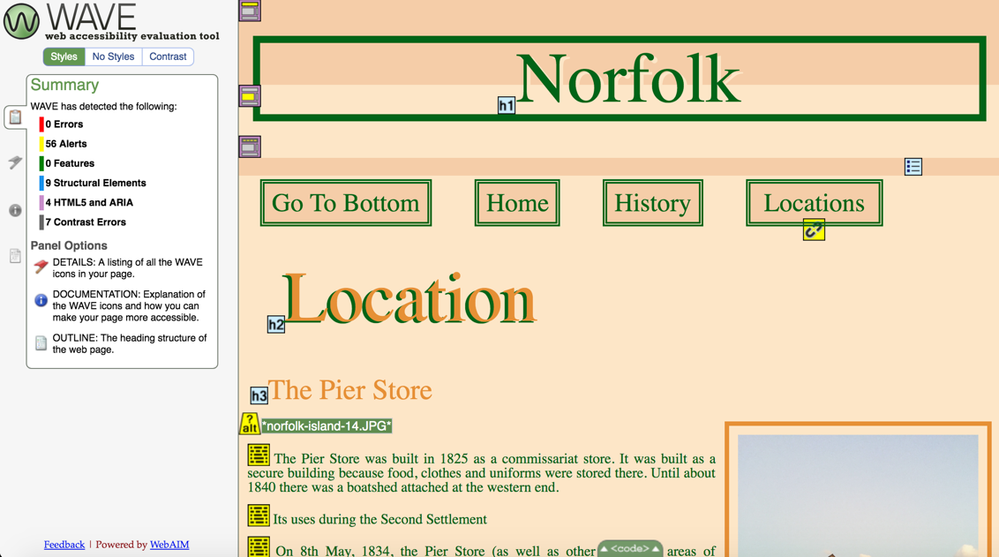 WAVE
web accessibility evaluation tool
Styles
No Styles
Contrast
Summary
WAVE has detected the following:
0 Errors
56 Alerts
0 Features
9 Structural Elements
4 HTML5 and ARIA
7 Contrast Errors
Panel Options
DETAILS: A listing of all the WAVE
icons in your page.
DOCUMENTATION: Explanation of
the WAVE icons and how you can
make your page more accessible.
OUTLINE: The heading structure of
the web page.
Feedback | Powered by WebAIM
h1 Norfolk
Go To Bottom
Home
History
Locations
h2 Location
h3 The Pier Store
? alt *norfolk-island-14.JPG*
The Pier Store was built in 1825 as a commissariat store. It was built as a
secure building because food, clothes and uniforms were stored there. Until about
1840 there was a boatshed attached at the western end.
Its uses during the Second Settlement
On 8th May, 1834, the Pier Store (as well as other areas of
<code>